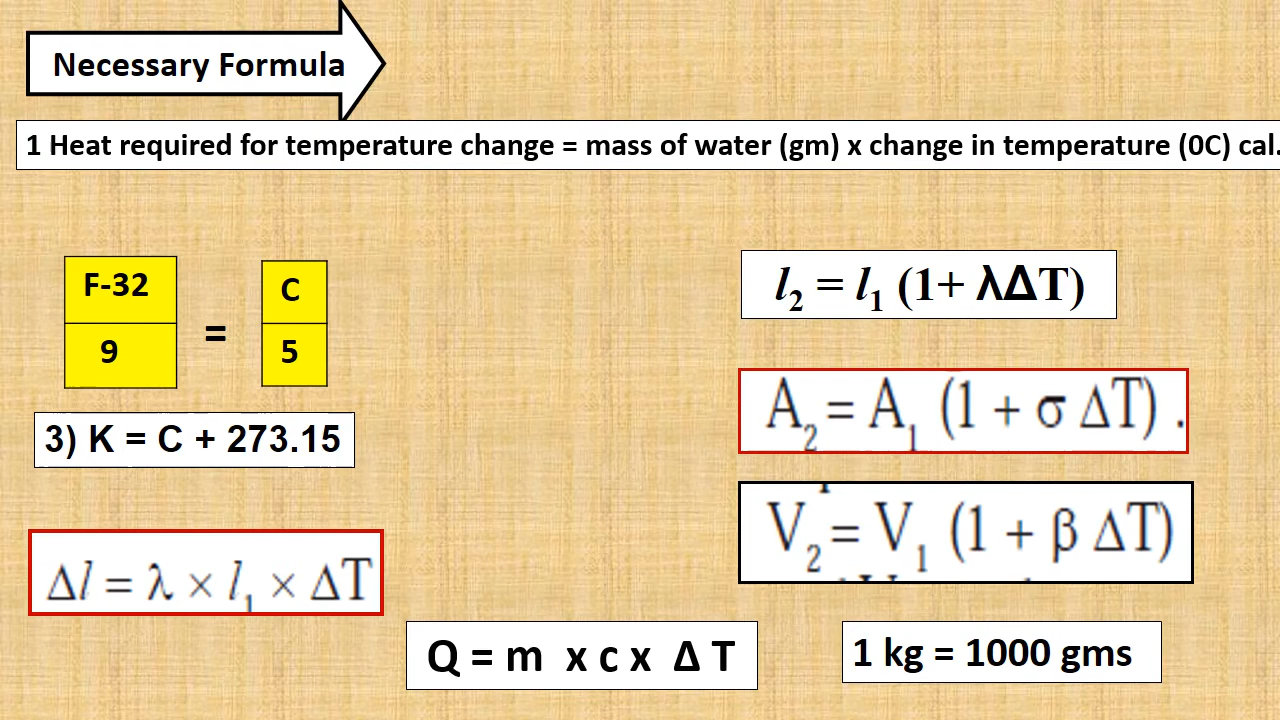 Necessary Formula
1 Heat required for temperature change = mass of water (gm) x change in temperature (0C) cal.
F-32
9
=
C
5
3) K = C + 273.15
Δl = λ × l₁ × ΔT
l₂ = l₁ (1+ λΔT)
A₂ = A₁ (1 + σ ΔT) .
V₂ = V₁ (1 + β ΔT)
Q = m x c x Δ T
1 kg = 1000 gms